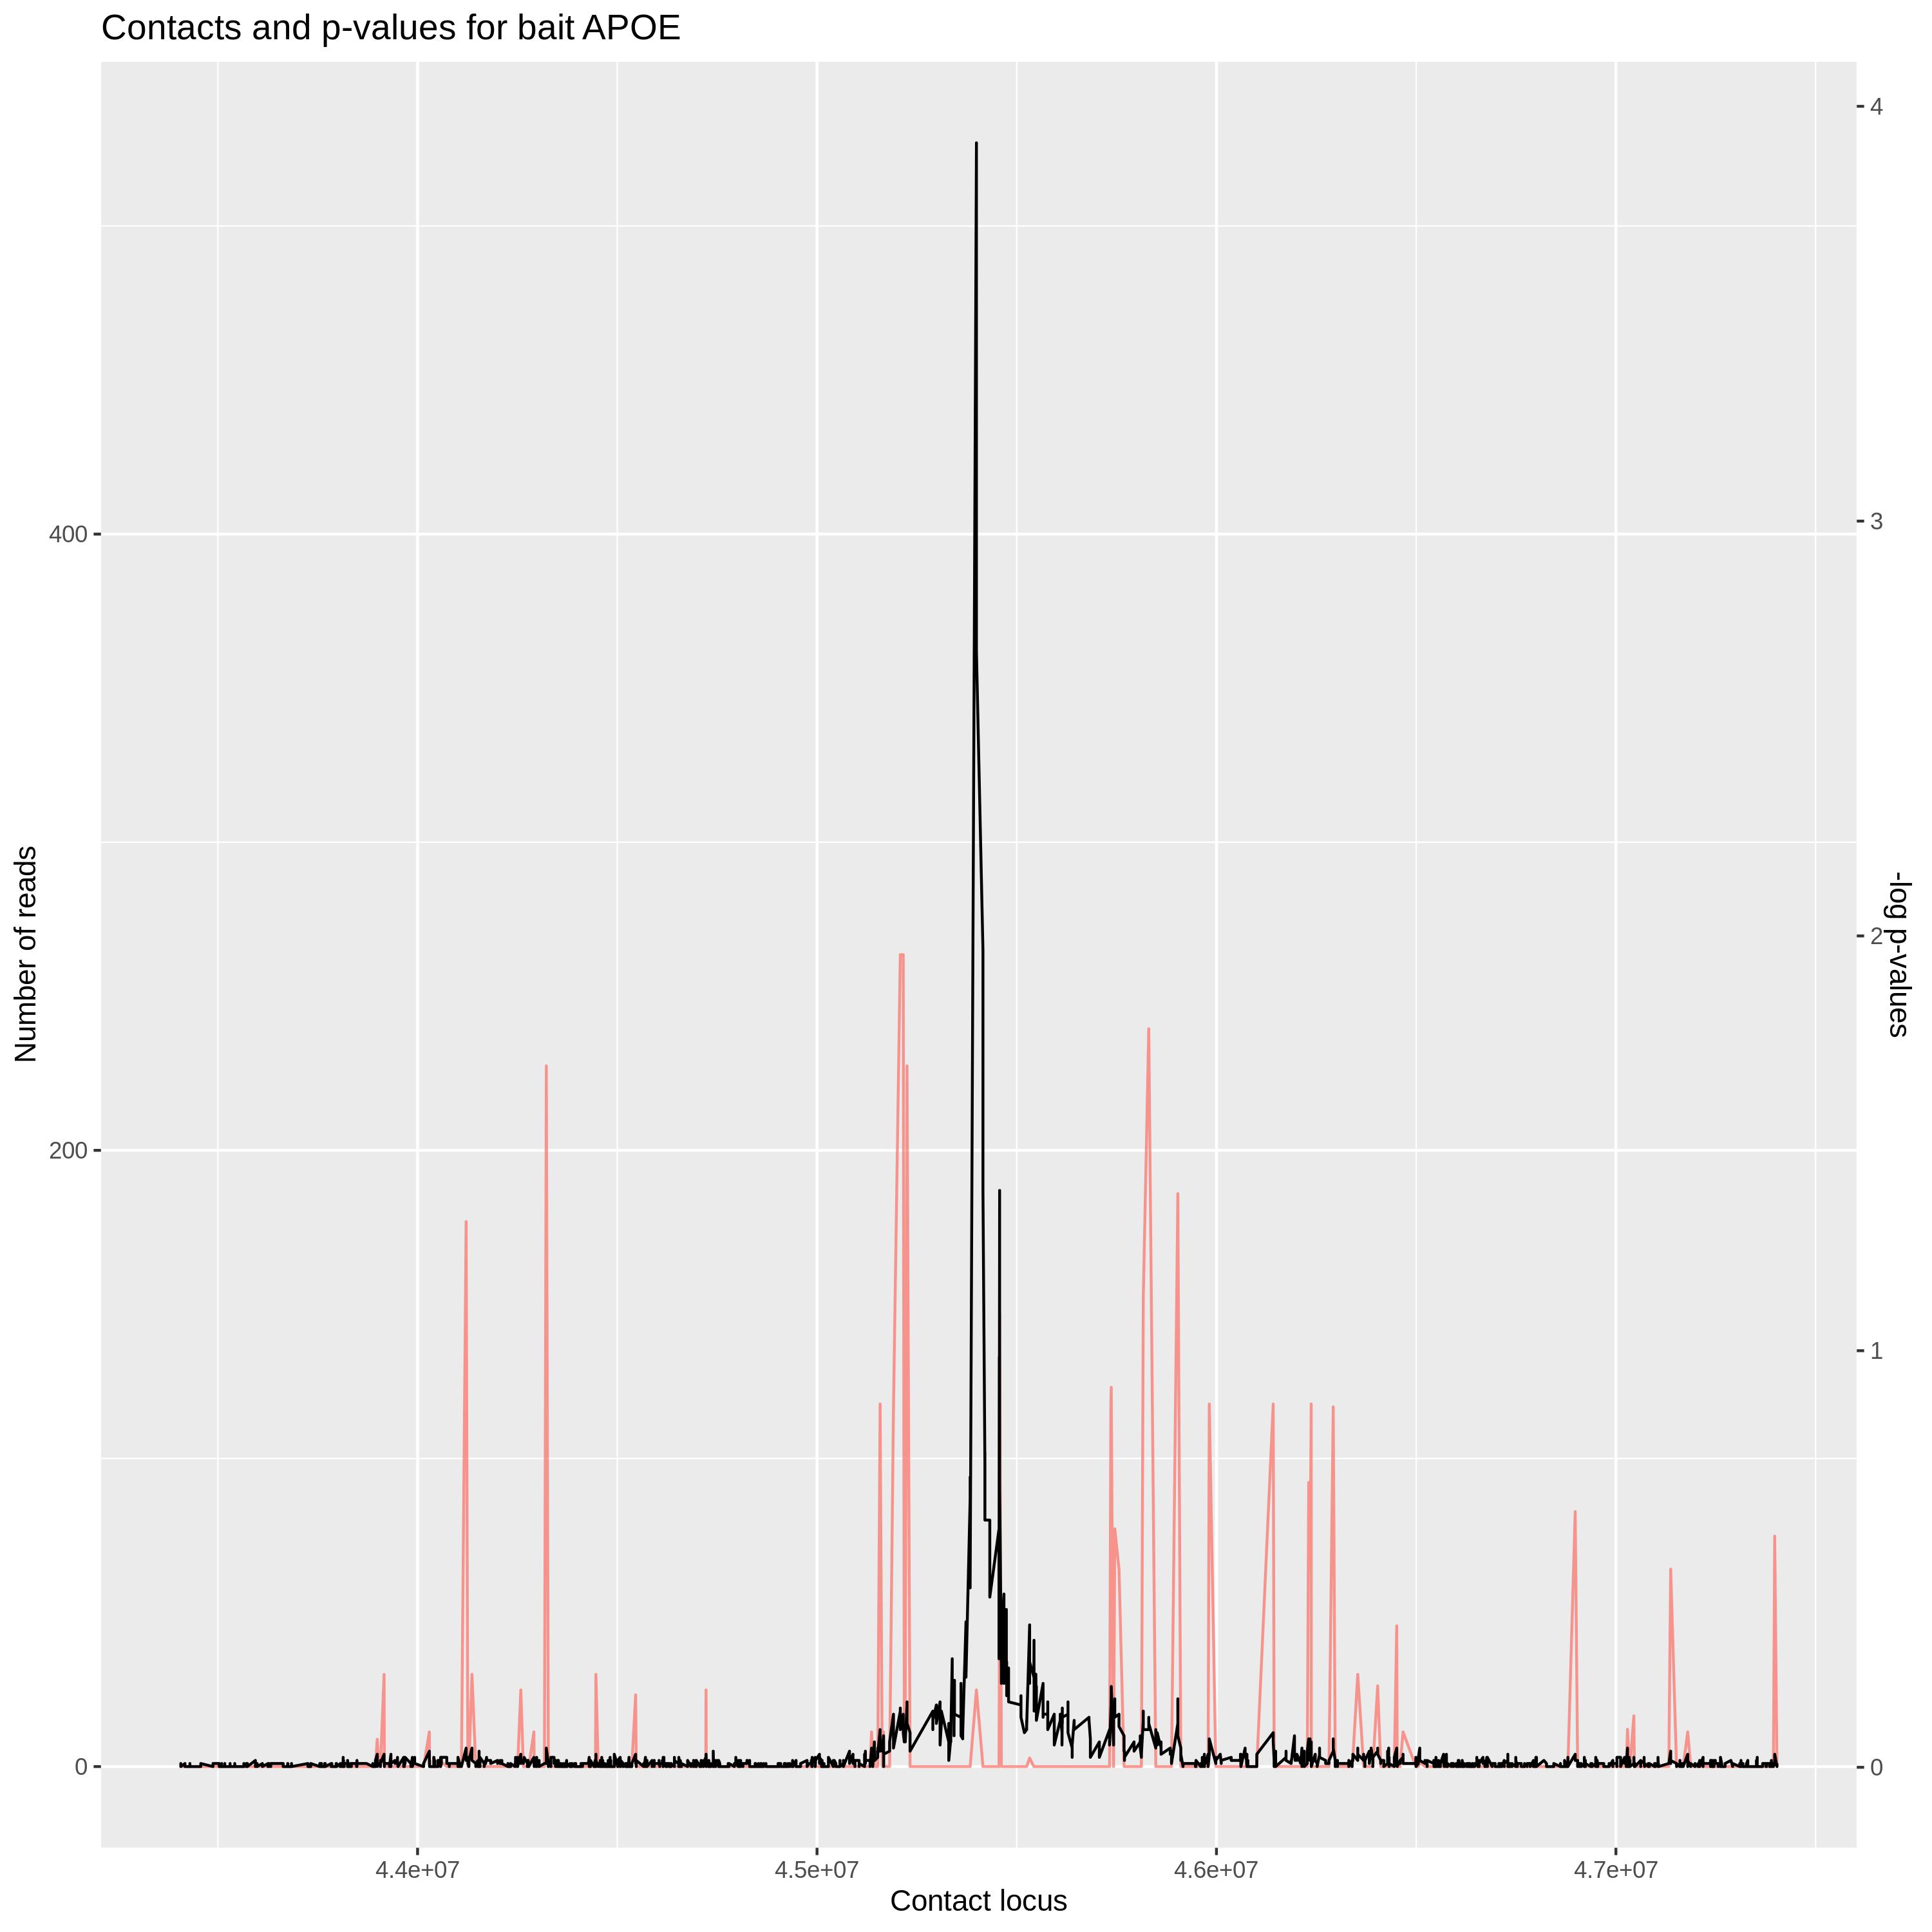 Contacts and p-values for bait APOE
Number of reads
400
200
0
4
3
2
1
0
-log p-values
4.4e+07
4.5e+07
4.6e+07
4.7e+07
Contact locus